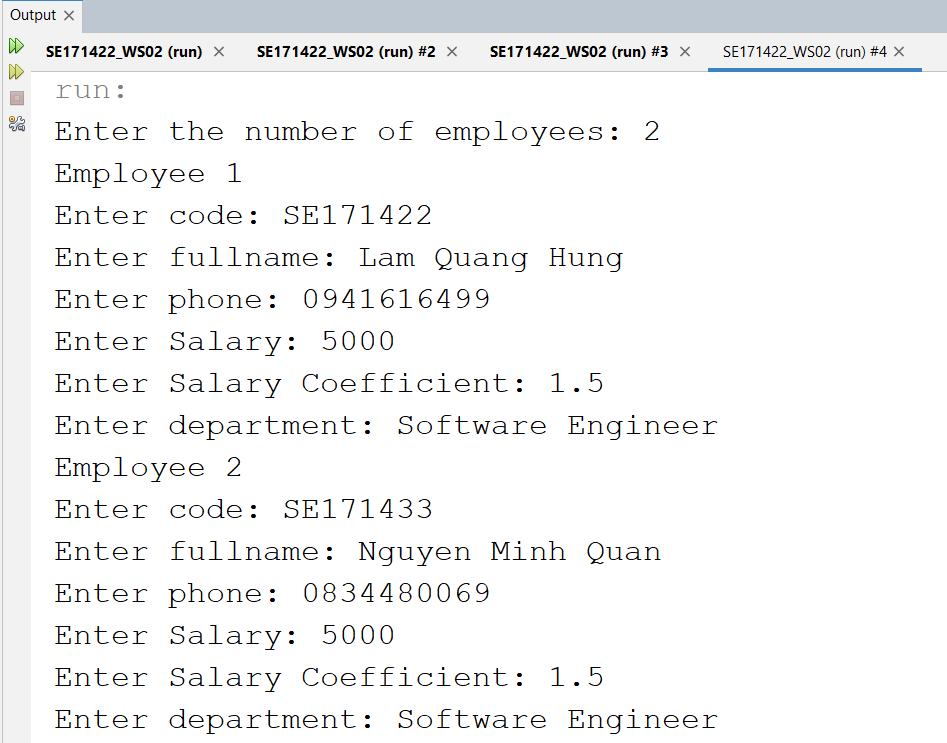 Output
SE171422_WS02 (run) SE171422_WS02 (run) #2 SE171422_WS02 (run) #3 SE171422_WS02 (run) #4
run:
Enter the number of employees: 2
Employee 1
Enter code: SE171422
Enter fullname: Lam Quang Hung
Enter phone: 0941616499
Enter Salary: 5000
Enter Salary Coefficient: 1.5
Enter department: Software Engineer
Employee 2
Enter code: SE171433
Enter fullname: Nguyen Minh Quan
Enter phone: 0834480069
Enter Salary: 5000
Enter Salary Coefficient: 1.5
Enter department: Software Engineer